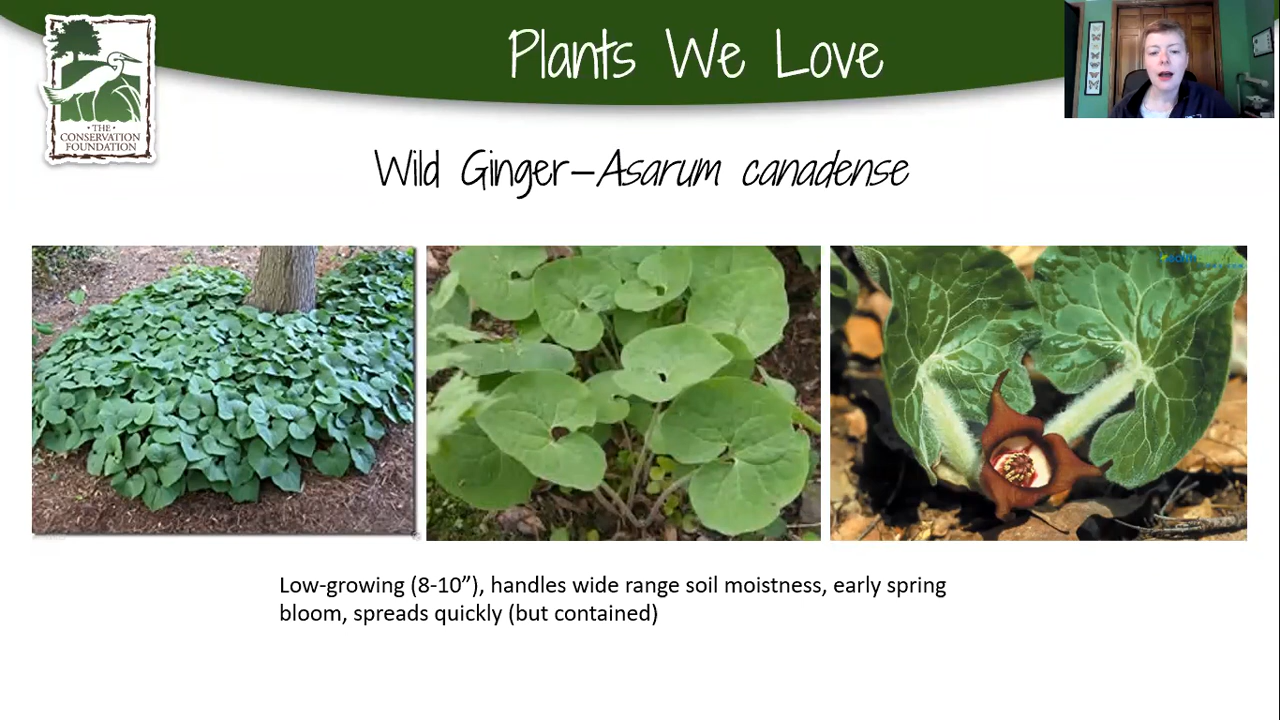 Plants We Love
• THE •
CONSERVATION
FOUNDATION
Wild Ginger–Asarum canadense
Low-growing (8-10”), handles wide range soil moistness, early spring
bloom, spreads quickly (but contained)